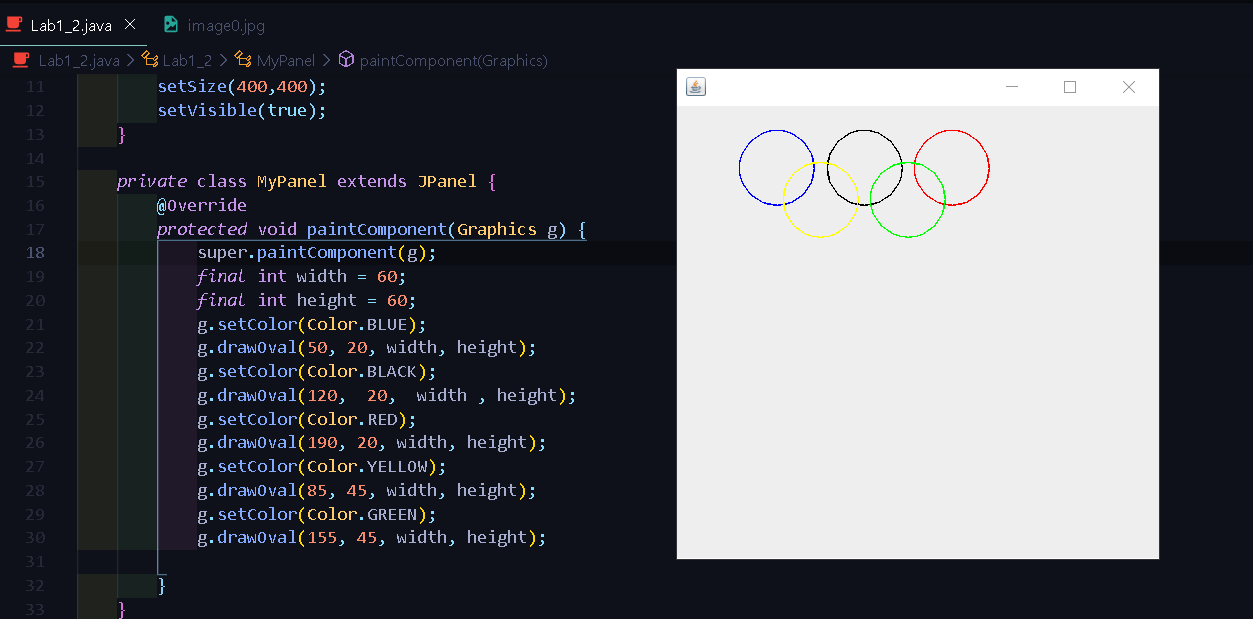 Lab1_2.java
image0.jpg
Lab1_2.java > Lab1_2 > MyPanel > paintComponent(Graphics)
11 setSize(400,400);
12 setVisible(true);
13 }
14
15 private class MyPanel extends JPanel {
16 @Override
17 protected void paintComponent(Graphics g) {
18 super.paintComponent(g);
19 final int width = 60;
20 final int height = 60;
21 g.setColor(Color.BLUE);
22 g.drawOval(50, 20, width, height);
23 g.setColor(Color.BLACK);
24 g.drawOval(120,  20,  width , height);
25 g.setColor(Color.RED);
26 g.drawOval(190, 20, width, height);
27 g.setColor(Color.YELLOW);
28 g.drawOval(85, 45, width, height);
29 g.setColor(Color.GREEN);
30 g.drawOval(155, 45, width, height);
31
32 }
33 }